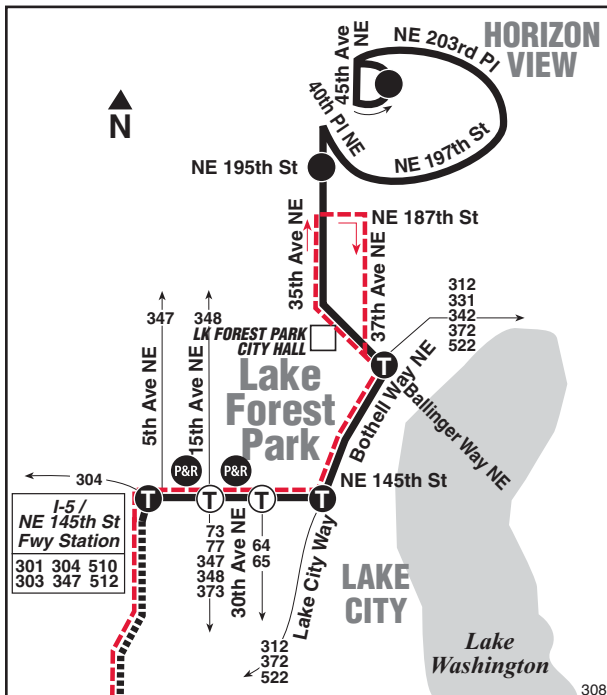 45th Ave NE
NE 203rd Pl
HORIZON
VIEW
N
40th Pl NE
NE 197th St
NE 195th St
NE 187th St
35th Ave NE
37th Ave NE
312
331
342
372
522
347
348
LK FOREST PARK
CITY HALL
T
Lake
Forest
Park
5th Ave NE
15th Ave NE
Bothell Way NE
Ballinger Way NE
P&R
P&R
304
NE 145th St
T
T
T
T
I-5 /
NE 145th St
Fwy Station
301 304 510
303 347 512
73
77
347
348
373
30th Ave NE
64
65
Lake City Way
LAKE
CITY
312
372
522
Lake
Washington
308